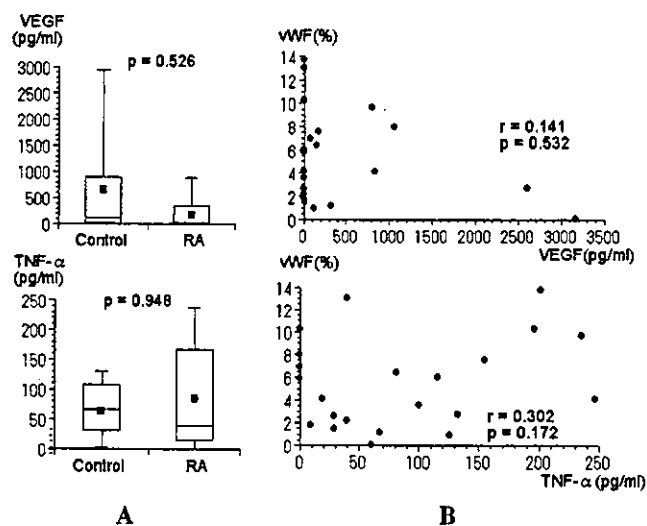 VEGF
(pg/ml)
p = 0.526
3000
2500
2000
1500
1000
500
0
Control RA
vWF(%)
14
12
10
8
6
4
2
0
r = 0.141
p = 0.532
0 500 1000 1500 2000 2500 3000 3500
VEGF(pg/ml)
TNF-α
(pg/ml)
p = 0.948
250
200
150
100
50
0
Control RA
vWF(%)
14
12
10
8
6
4
2
0
r = 0.302
p = 0.172
0 50 100 150 200 250
TNF-α (pg/ml)
A B